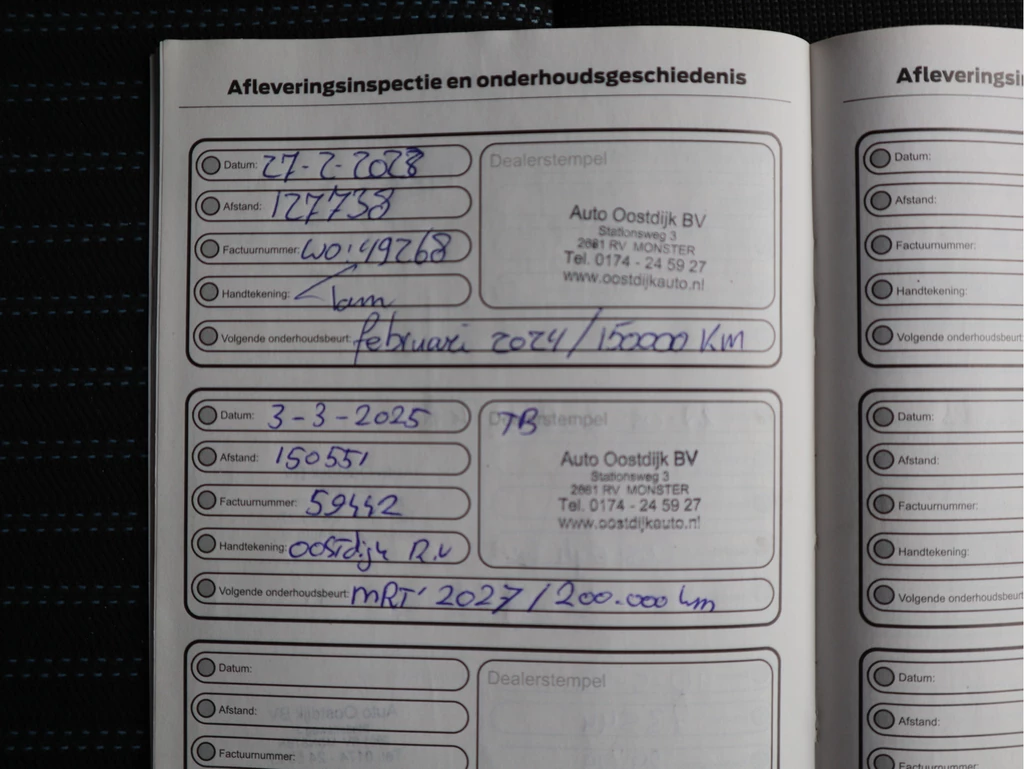 Afleveringsinspectie en onderhoudsgeschiedenis
Datum: 27-2-2023
Afstand: 127738
Factuurnummer: WO:49268
Handtekening:
Volgende onderhoudsbeurt: februari 2024/150000 KM
Dealerstempel
Auto Oostdijk BV
Stationsweg 3
2681 RV MONSTER
Tel. 0174 - 24 59 27
www.oostdijkauto.nl
Datum: 3-3-2025
Afstand: 150551
Factuurnummer: 59442
Handtekening: oostdijk R.v
Volgende onderhoudsbeurt: MRT' 2027 / 200.000 km
Dealerstempel
TB
Auto Oostdijk BV
Stationsweg 3
2681 RV MONSTER
Tel. 0174 - 24 59 27
www.oostdijkauto.nl
Datum:
Afstand:
Factuurnummer:
Dealerstempel
Afleveringsi
Datum:
Afstand:
Factuurnummer:
Handtekening:
Volgende onderhoudsbeurt
Datum:
Afstand:
Factuurnummer:
Handtekening:
Volgende onderhoudsbeurt
Datum:
Afstand:
Factuurnummer: